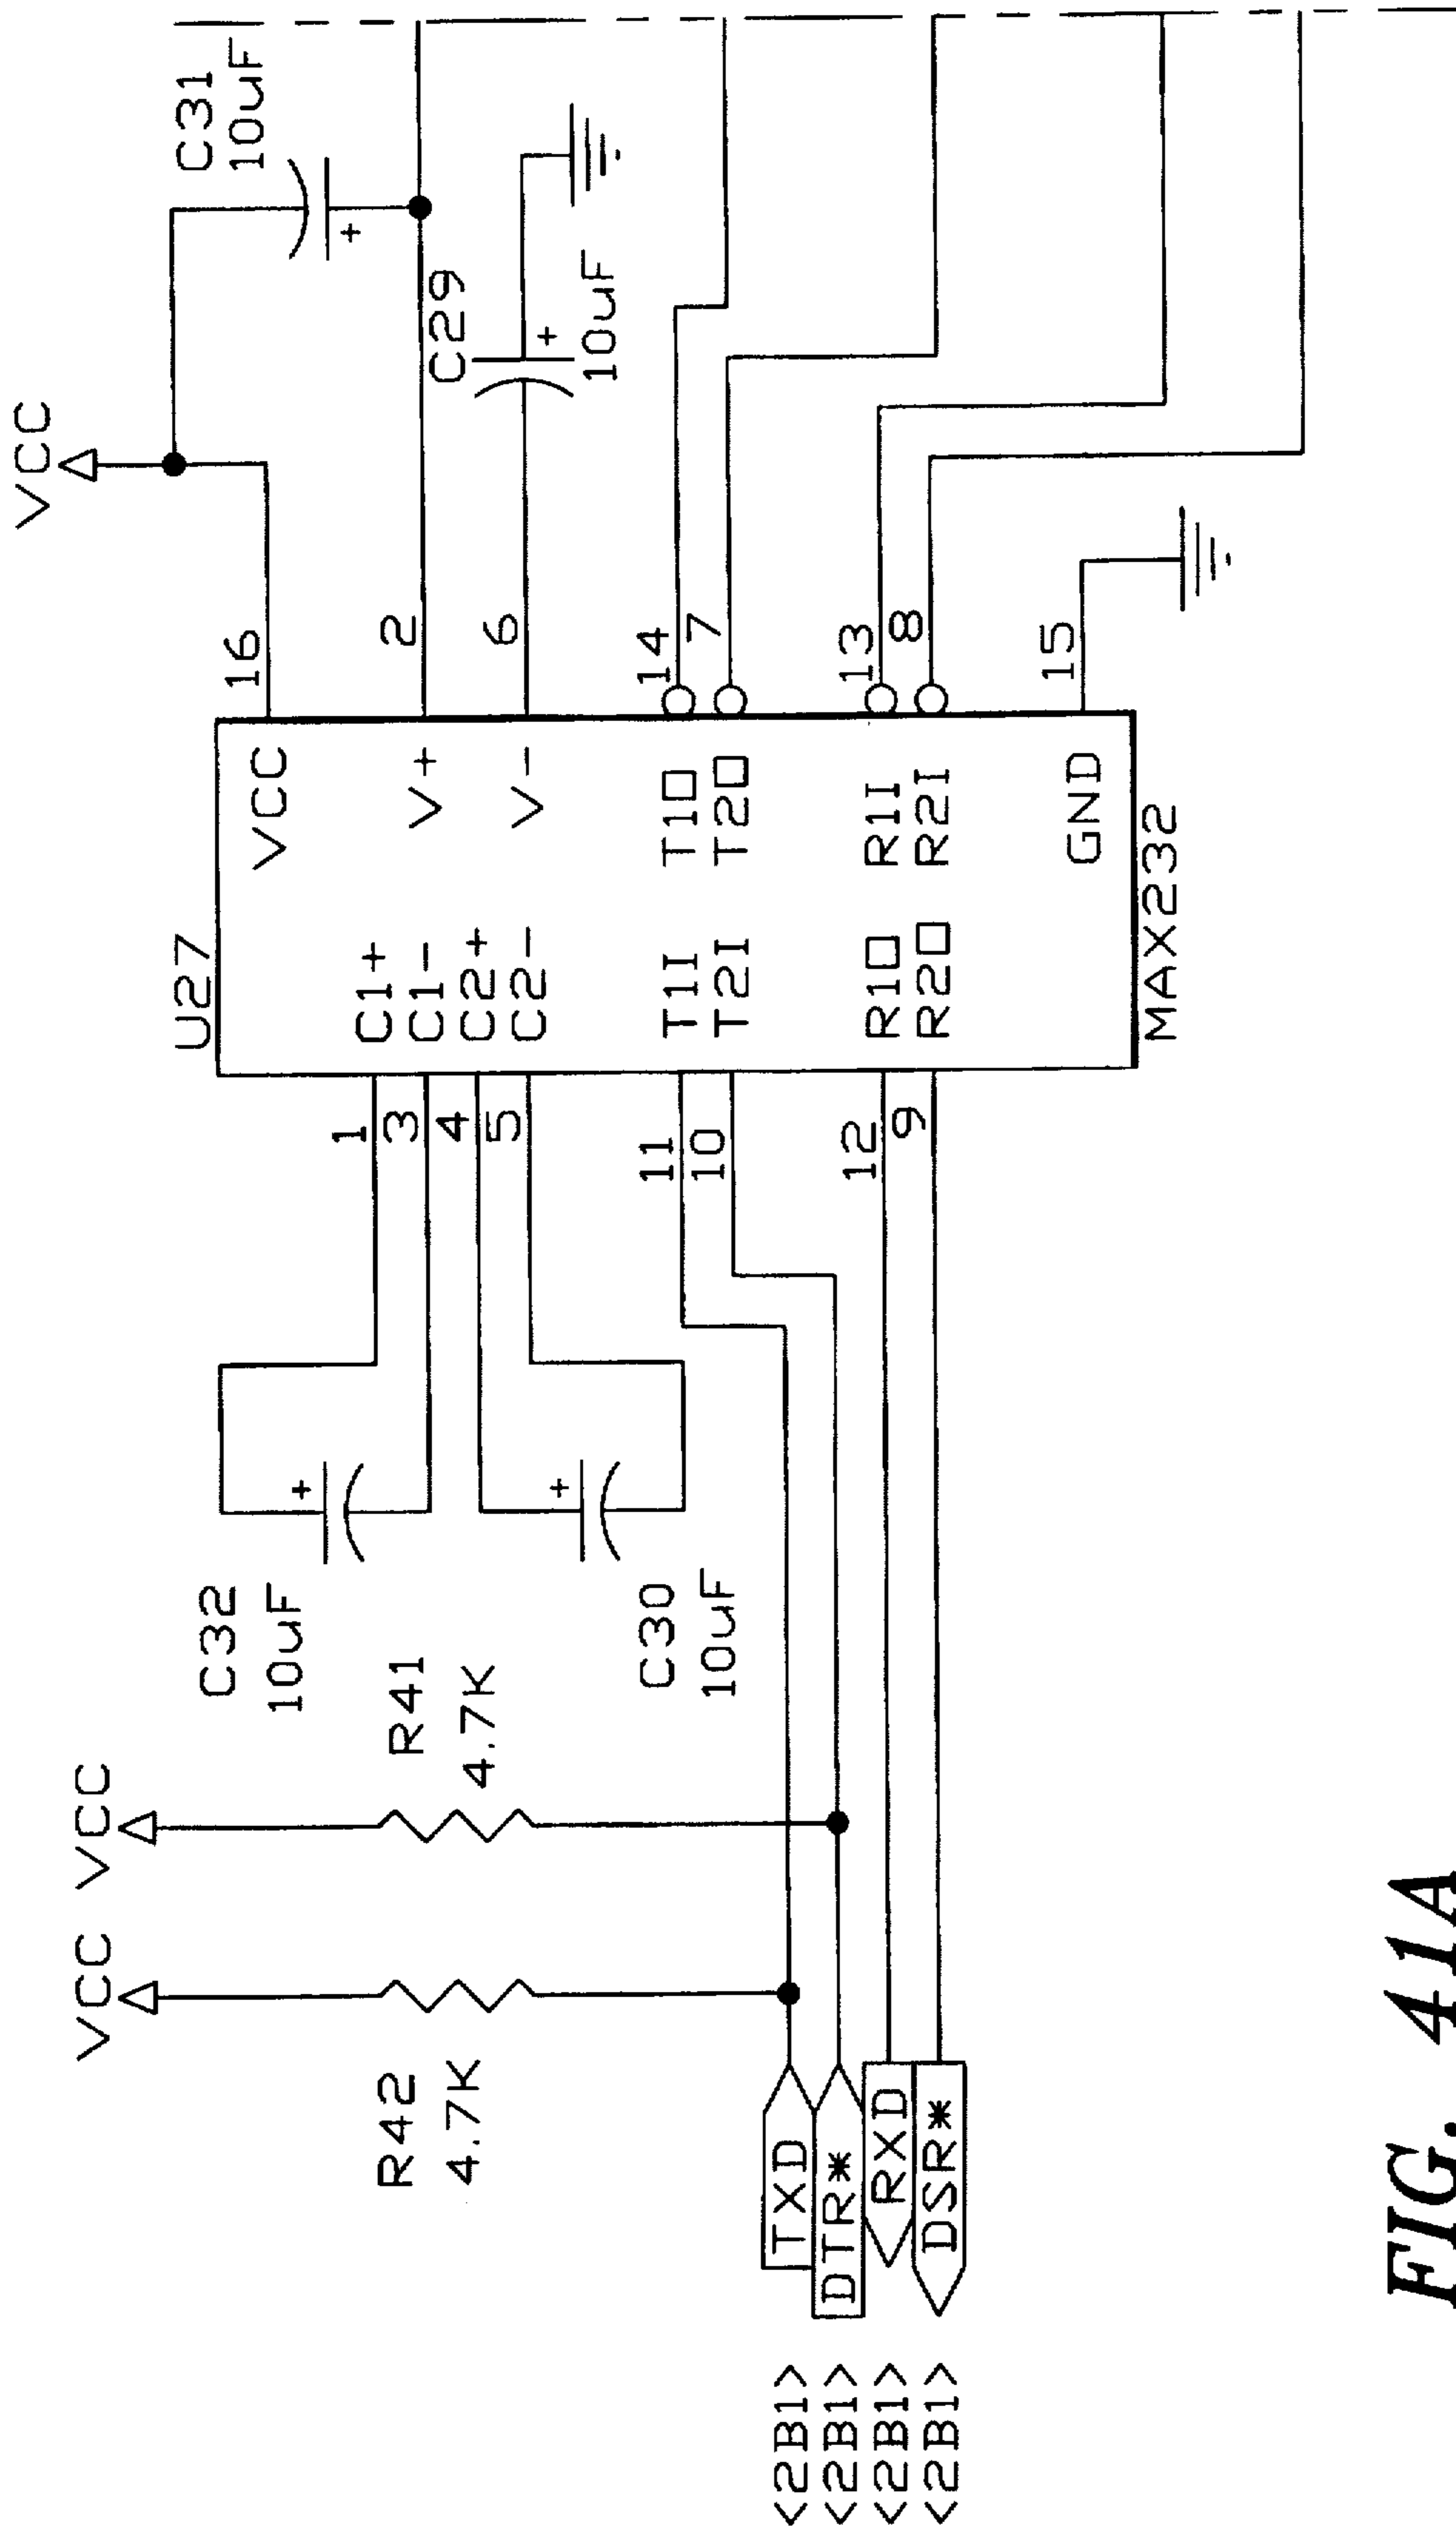 VCC
C31
10uF
VCC
VCC
C32
10uF
U27
R42
4.7K
R41
4.7K
C30
10uF
C29
10uF
1
3
4
5
11
10
12
9
C1+
C1-
C2+
C2-
T1I
T2I
R1O
R2O
VCC
V+
V-
T1O
T2O
R1I
R2I
GND
16
2
6
14
7
13
8
15
MAX232
<2B1> TXD
<2B1> DTR*
<2B1> RXD
<2B1> DSR*
FIG. 41A